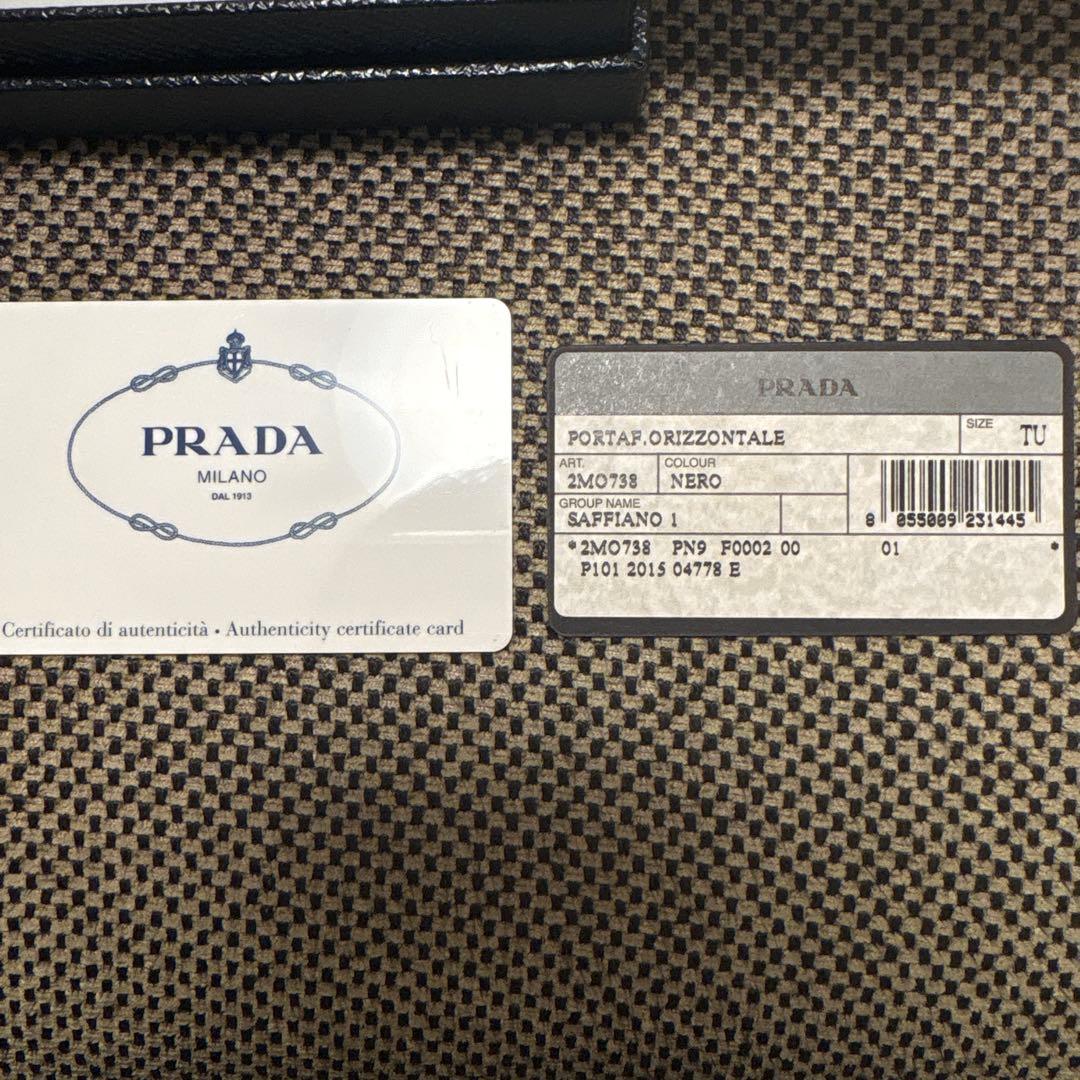 PRADA
MILANO
DAL 1913
Certificato di autenticità • Authenticity certificate card
PRADA
PORTAF.ORIZZONTALE
SIZE
TU
ART.
2MO738
COLOUR
NERO
GROUP NAME
SAFFIANO 1
8 055009 231445
*2MO738 PN9 F0002 00 01 *
P101 2015 04778 E